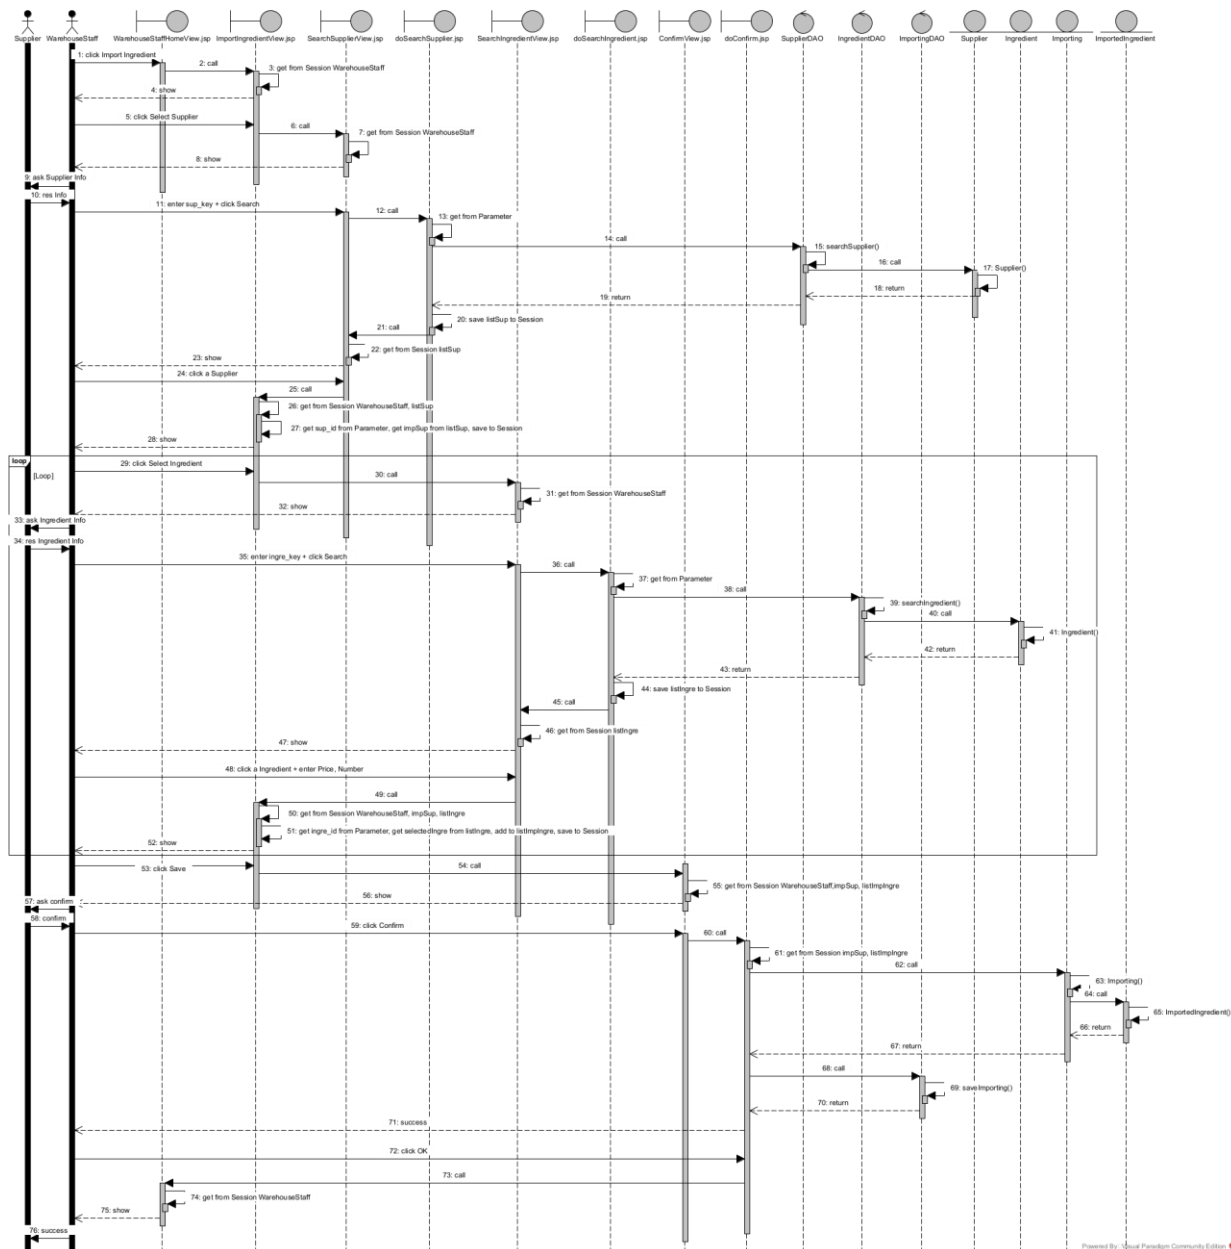 Supplier
WarehouseStaff
WarehouseStaffHomeView.jsp
ImportIngredientView.jsp
SearchSupplierView.jsp
doSearchSupplier.jsp
SearchIngredientView.jsp
doSearchIngredient.jsp
ConfirmView.jsp
doConfirm.jsp
SupplierDAO
IngredientDAO
ImportingDAO
Supplier
Ingredient
Importing
ImportedIngredient
1: click Import Ingredient
2: call
3: get from Session WarehouseStaff
4: show
5: click Select Supplier
6: call
7: get from Session WarehouseStaff
8: show
9: ask Supplier Info
10: res Info
11: enter sup_key + click Search
12: call
13: get from Parameter
14: call
15: searchSupplier()
16: call
17: Supplier()
18: return
19: return
20: save listSup to Session
21: call
22: get from Session listSup
23: show
24: click a Supplier
25: call
26: get from Session WarehouseStaff, listSup
27: get sup_id from Parameter, get impSup from listSup, save to Session
28: show
loop
[Loop]
29: click Select Ingredient
30: call
31: get from Session WarehouseStaff
32: show
33: ask Ingredient Info
34: res Ingredient Info
35: enter ingre_key + click Search
36: call
37: get from Parameter
38: call
39: searchIngredient()
40: call
41: Ingredient()
42: return
43: return
44: save listIngre to Session
45: call
46: get from Session listIngre
47: show
48: click a Ingredient + enter Price, Number
49: call
50: get from Session WarehouseStaff, impSup, listIngre
51: get ingre_id from Parameter, get selectedIngre from listIngre, add to listImpIngre, save to Session
52: show
53: click Save
54: call
55: get from Session WarehouseStaff,impSup, listImpIngre
56: show
57: ask confirm
58: confirm
59: click Confirm
60: call
61: get from Session impSup, listImpIngre
62: call
63: Importing()
64: call
65: ImportedIngredient()
66: return
67: return
68: call
69: saveImporting()
70: return
71: success
72: click OK
73: call
74: get from Session WarehouseStaff
75: show
76: success
Powered By: Visual Paradigm Community Edition